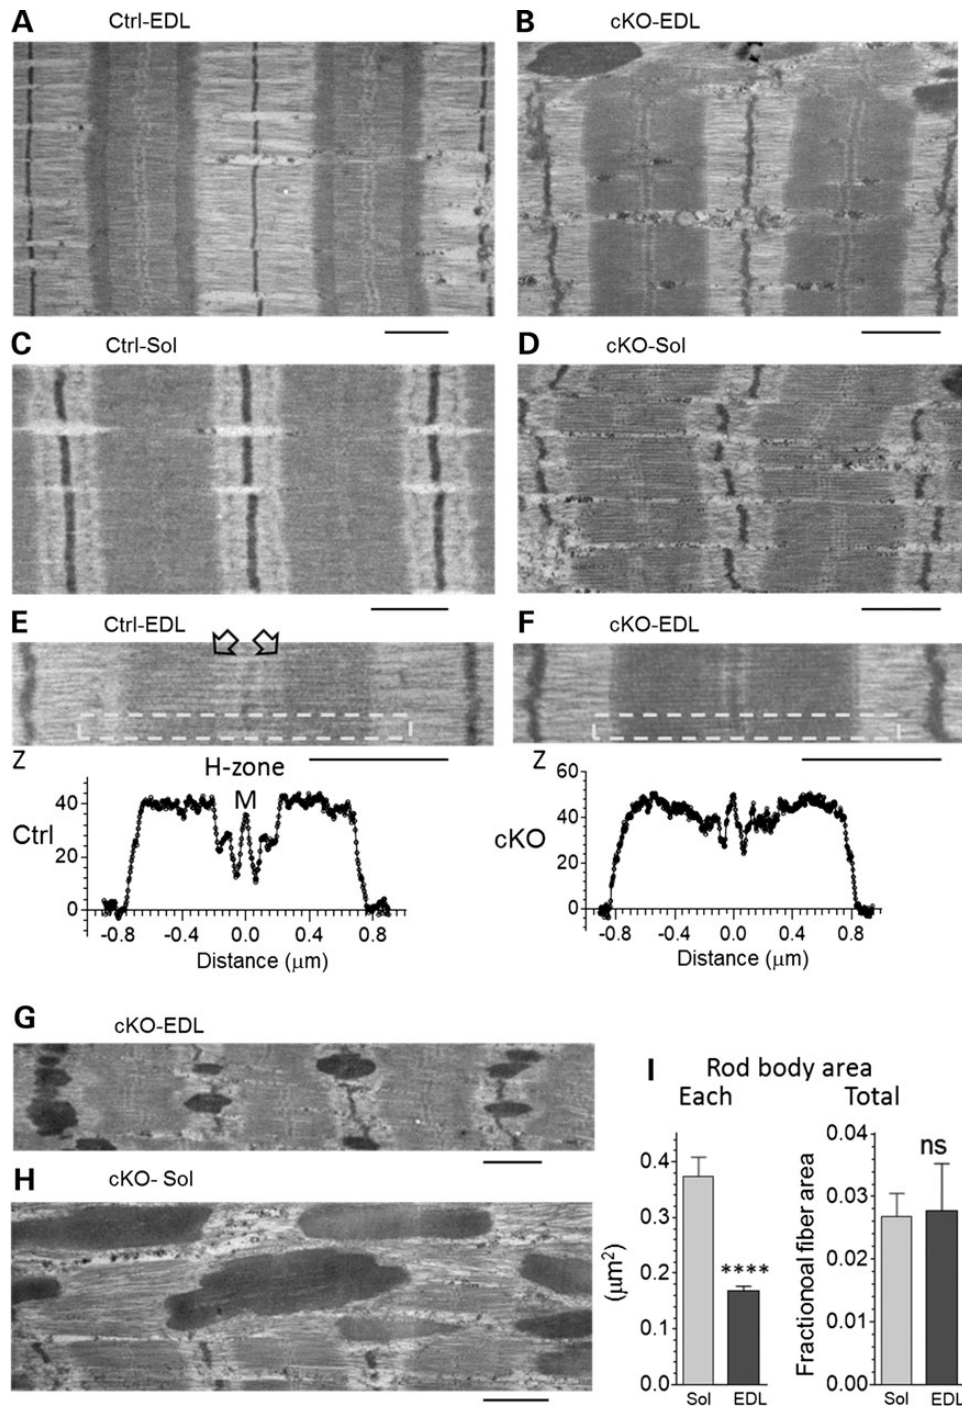 A Ctrl-EDL
B cKO-EDL
C Ctrl-Sol
D cKO-Sol
E Ctrl-EDL
F cKO-EDL
Z
H-zone
M
Ctrl
40
20
0
-0.8 -0.4 0.0 0.4 0.8
Distance (μm)
Z
cKO
60
40
20
0
-0.8 -0.4 0.0 0.4 0.8
Distance (μm)
G cKO-EDL
H cKO- Sol
I Rod body area
Each
(μm²)
0.4
0.3
0.2
0.1
0.0
****
Sol EDL
Total
Fractionoal fiber area
0.04
0.03
0.02
0.01
0.00
ns
Sol EDL